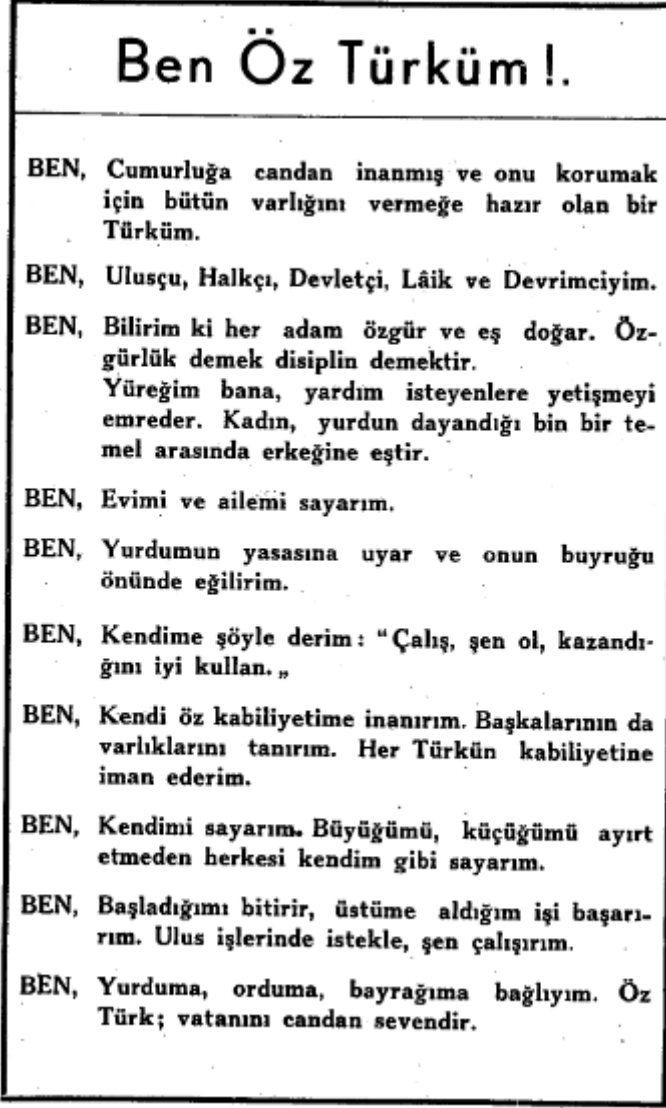 Ben Öz Türküm!.
BEN, Cumurluğa candan inanmış ve onu korumak
için bütün varlığını vermeğe hazır olan bir
Türküm.
BEN, Ulusçu, Halkçı, Devletçi, Lâik ve Devrimciyim.
BEN, Bilirim ki her adam özgür ve eş doğar. Öz-
gürlük demek disiplin demektir.
Yüreğim bana, yardım isteyenlere yetişmeyi
emreder. Kadın, yurdun dayandığı bin bir te-
mel arasında erkeğine eştir.
BEN, Evimi ve ailemi sayarım.
BEN, Yurdumun yasasına uyar ve onun buyruğu
önünde eğilirim.
BEN, Kendime şöyle derim: "Çalış, şen ol, kazandı-
ğını iyi kullan.„
BEN, Kendi öz kabiliyetime inanırım. Başkalarının da
varlıklarını tanırım. Her Türkün kabiliyetine
iman ederim.
BEN, Kendimi sayarım. Büyüğümü, küçüğümü ayırt
etmeden herkesi kendim gibi sayarım.
BEN, Başladığımı bitirir, üstüme aldığım işi başarı-
rım. Ulus işlerinde istekle, şen çalışırım.
BEN, Yurduma, orduma, bayrağıma bağlıyım. Öz
Türk; vatanını candan sevendir.